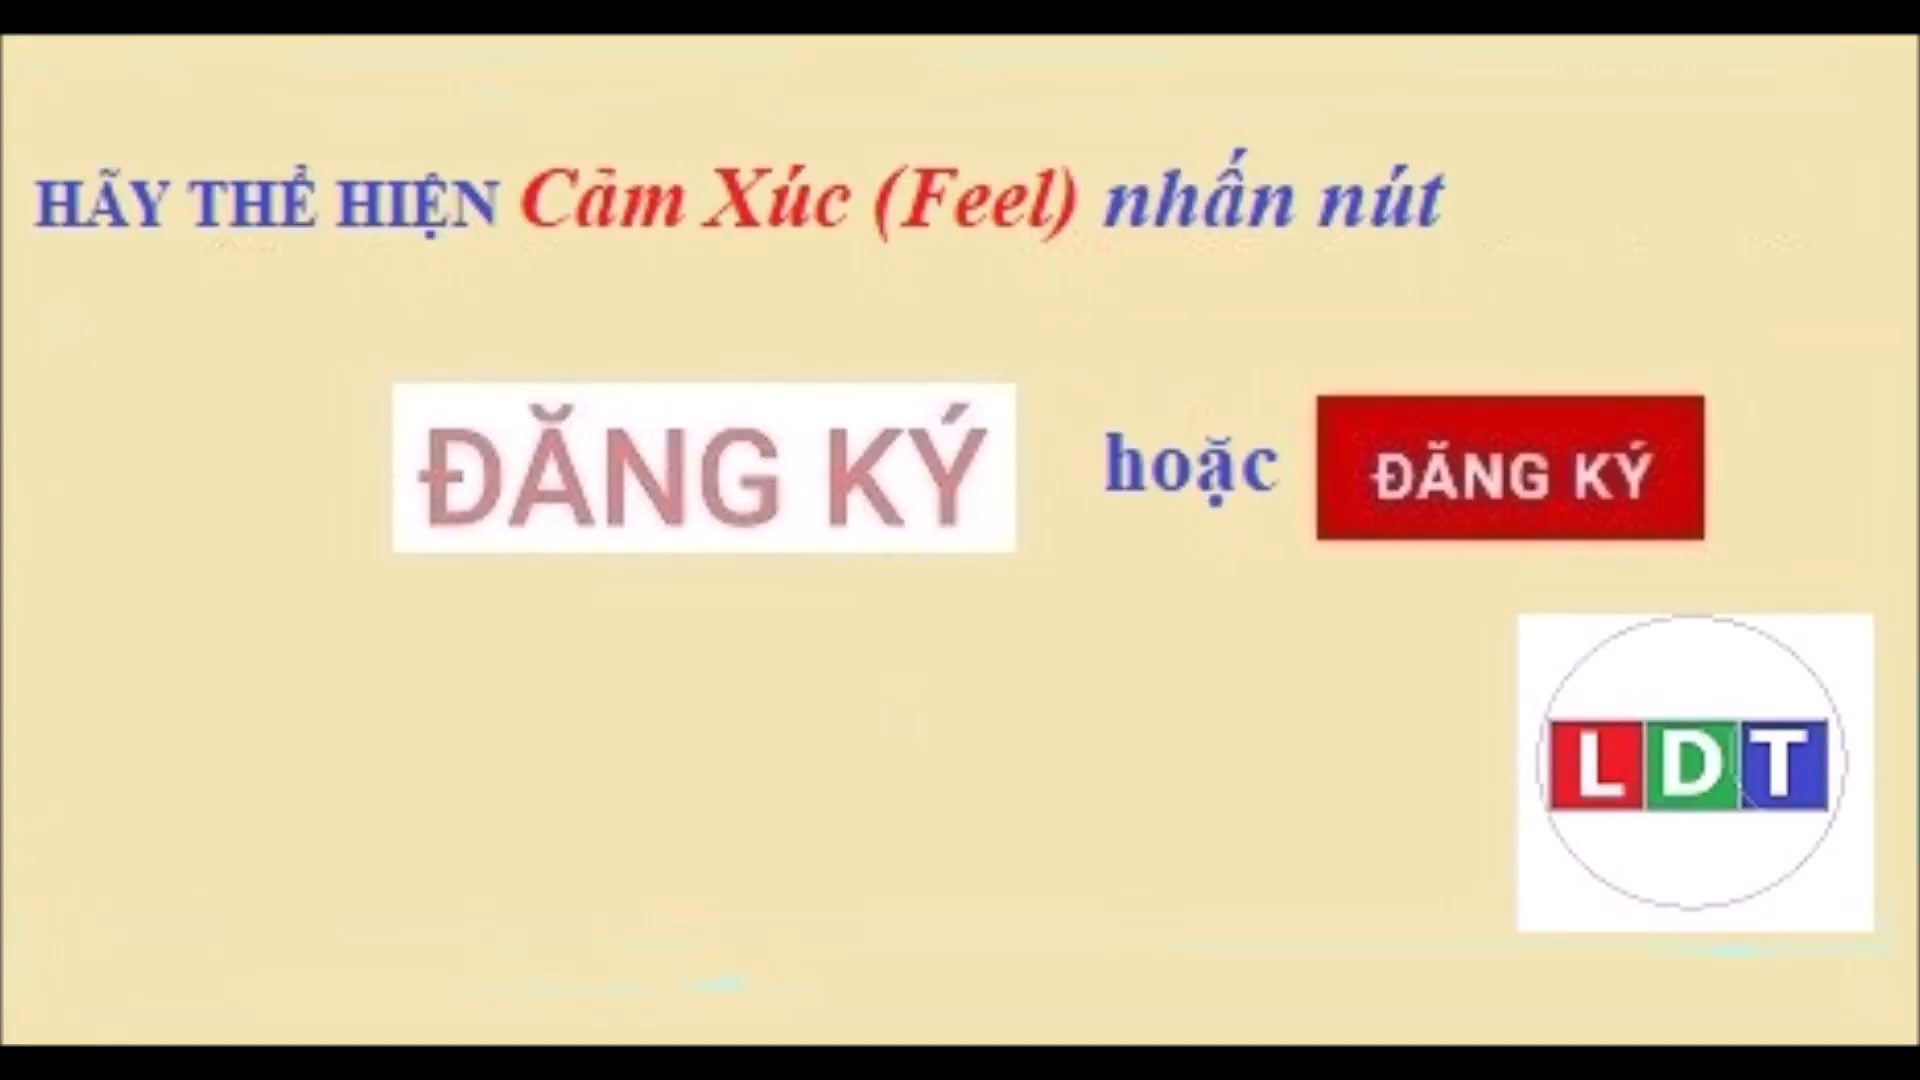 HÃY THỂ HIỆN Cảm Xúc (Feel) nhấn nút
ĐĂNG KÝ hoặc ĐĂNG KÝ
LDT